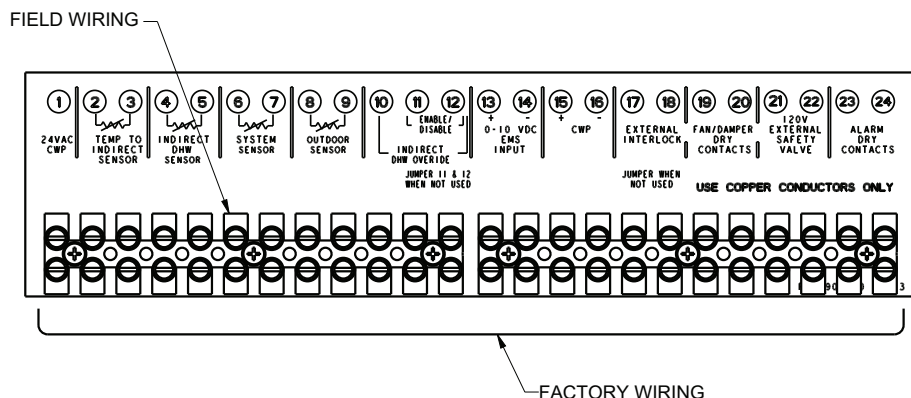 FIELD WIRING
1 2 3 4 5 6 7 8 9 10 11 12 13 14 15 16 17 18 19 20 21 22 23 24
+ - + -
24VAC
CWP
TEMP TO
INDIRECT
SENSOR
INDIRECT
DHW
SENSOR
SYSTEM
SENSOR
OUTDOOR
SENSOR
ENABLE/
DISABLE
INDIRECT
DHW OVERIDE
JUMPER 11 & 12
WHEN NOT USED
0-10 VDC
EMS
INPUT
CWP
EXTERNAL
INTERLOCK
JUMPER WHEN
NOT USED
FAN/DAMPER
DRY
CONTACTS
120V
EXTERNAL
SAFETY
VALVE
ALARM
DRY
CONTACTS
USE COPPER CONDUCTORS ONLY
FACTORY WIRING